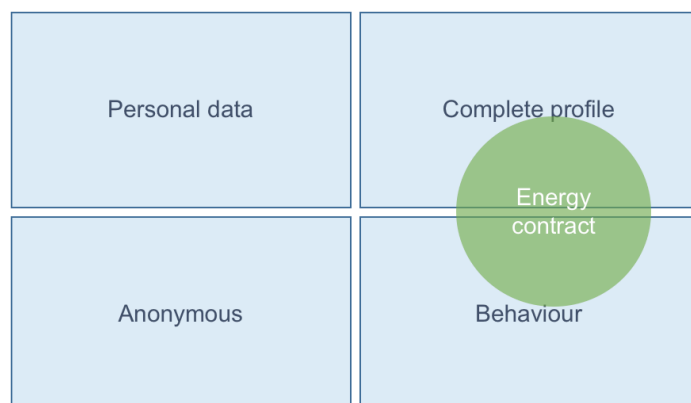 Personal data
Complete profile
Energy
contract
Anonymous
Behaviour